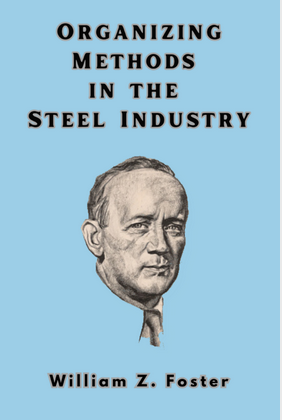 Organizing
Methods
in the
Steel Industry
William Z. Foster